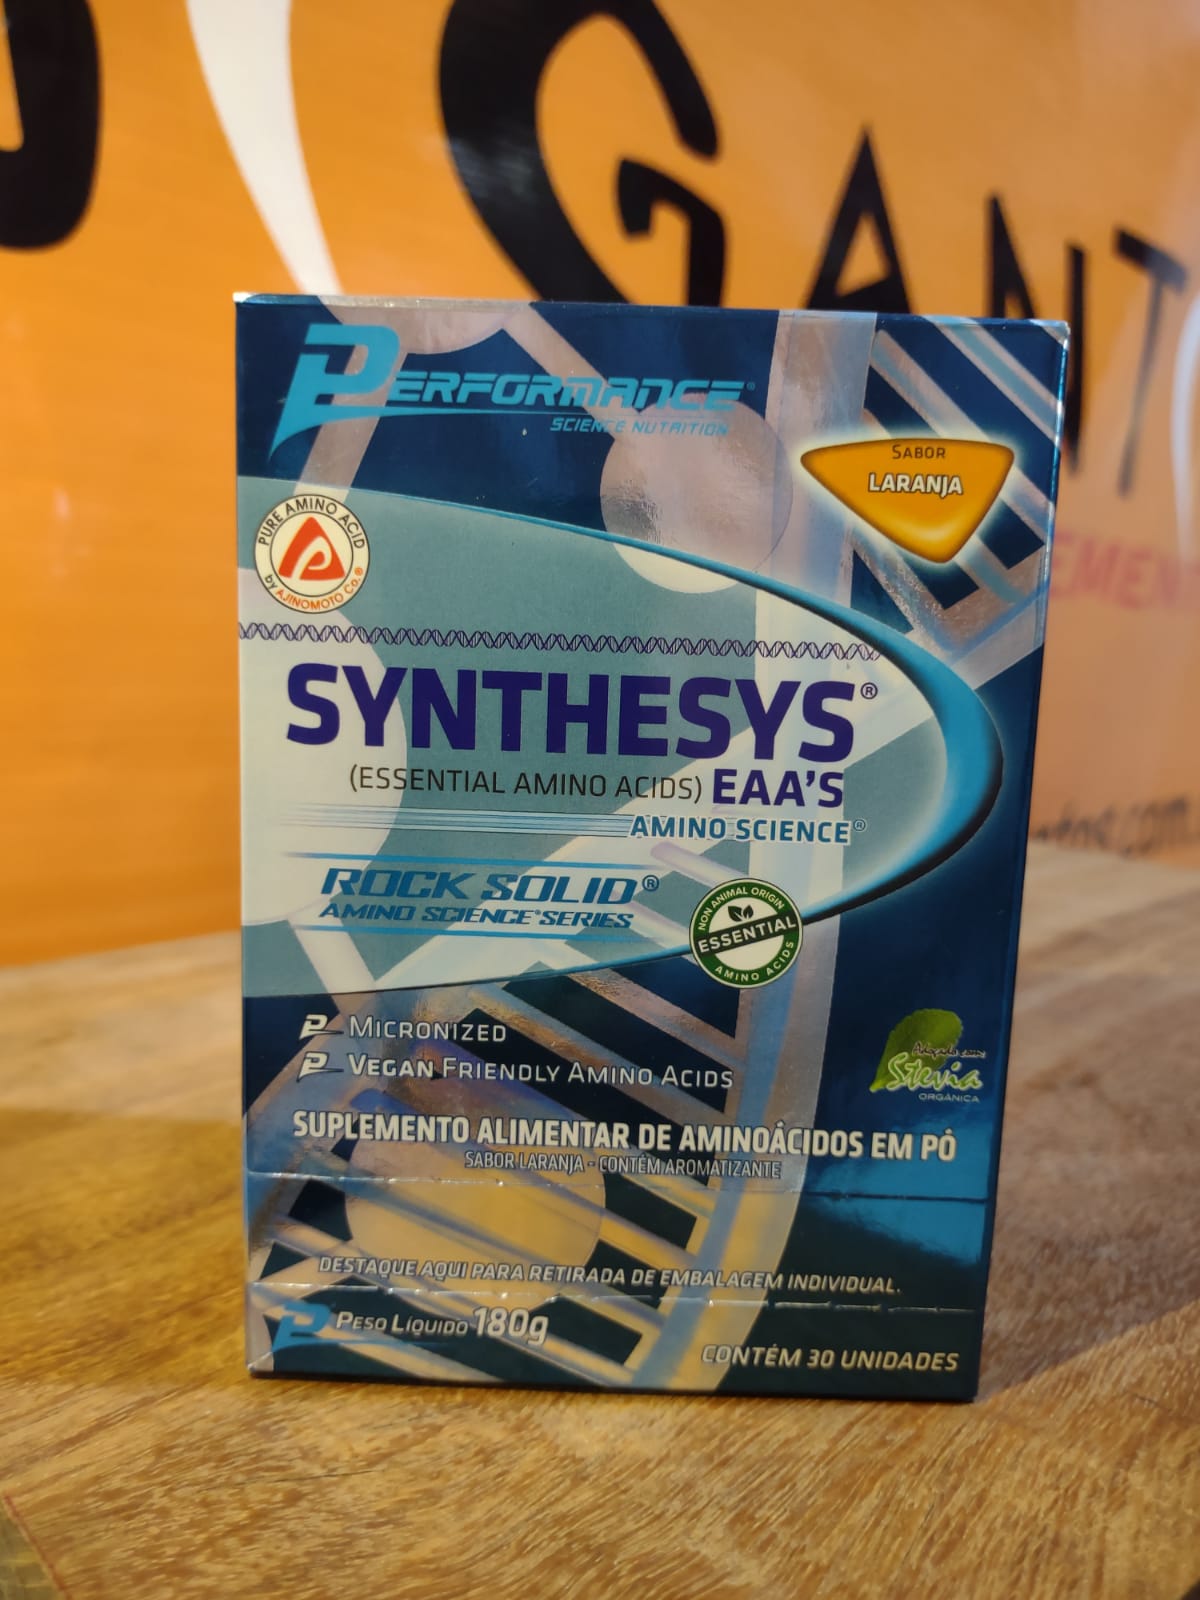 GANT
PERFORMANCE®
SCIENCE NUTRITION
SABOR
LARANJA
PURE AMINO ACID
by AJINOMOTO CO.®
SYNTHESYS®
(ESSENTIAL AMINO ACIDS) EAA'S
AMINO SCIENCE®
ROCK SOLID®
AMINO SCIENCE®SERIES
NON ANIMAL ORIGIN
ESSENTIAL
AMINO ACIDS
MICRONIZED
VEGAN FRIENDLY AMINO ACIDS
Adoçado com:
Stevia
ORGÂNICA
SUPLEMENTO ALIMENTAR DE AMINOÁCIDOS EM PÓ
SABOR LARANJA - CONTÉM AROMATIZANTE
DESTAQUE AQUI PARA RETIRADA DE EMBALAGEM INDIVIDUAL.
PESO LÍQUIDO 180g
CONTÉM 30 UNIDADES